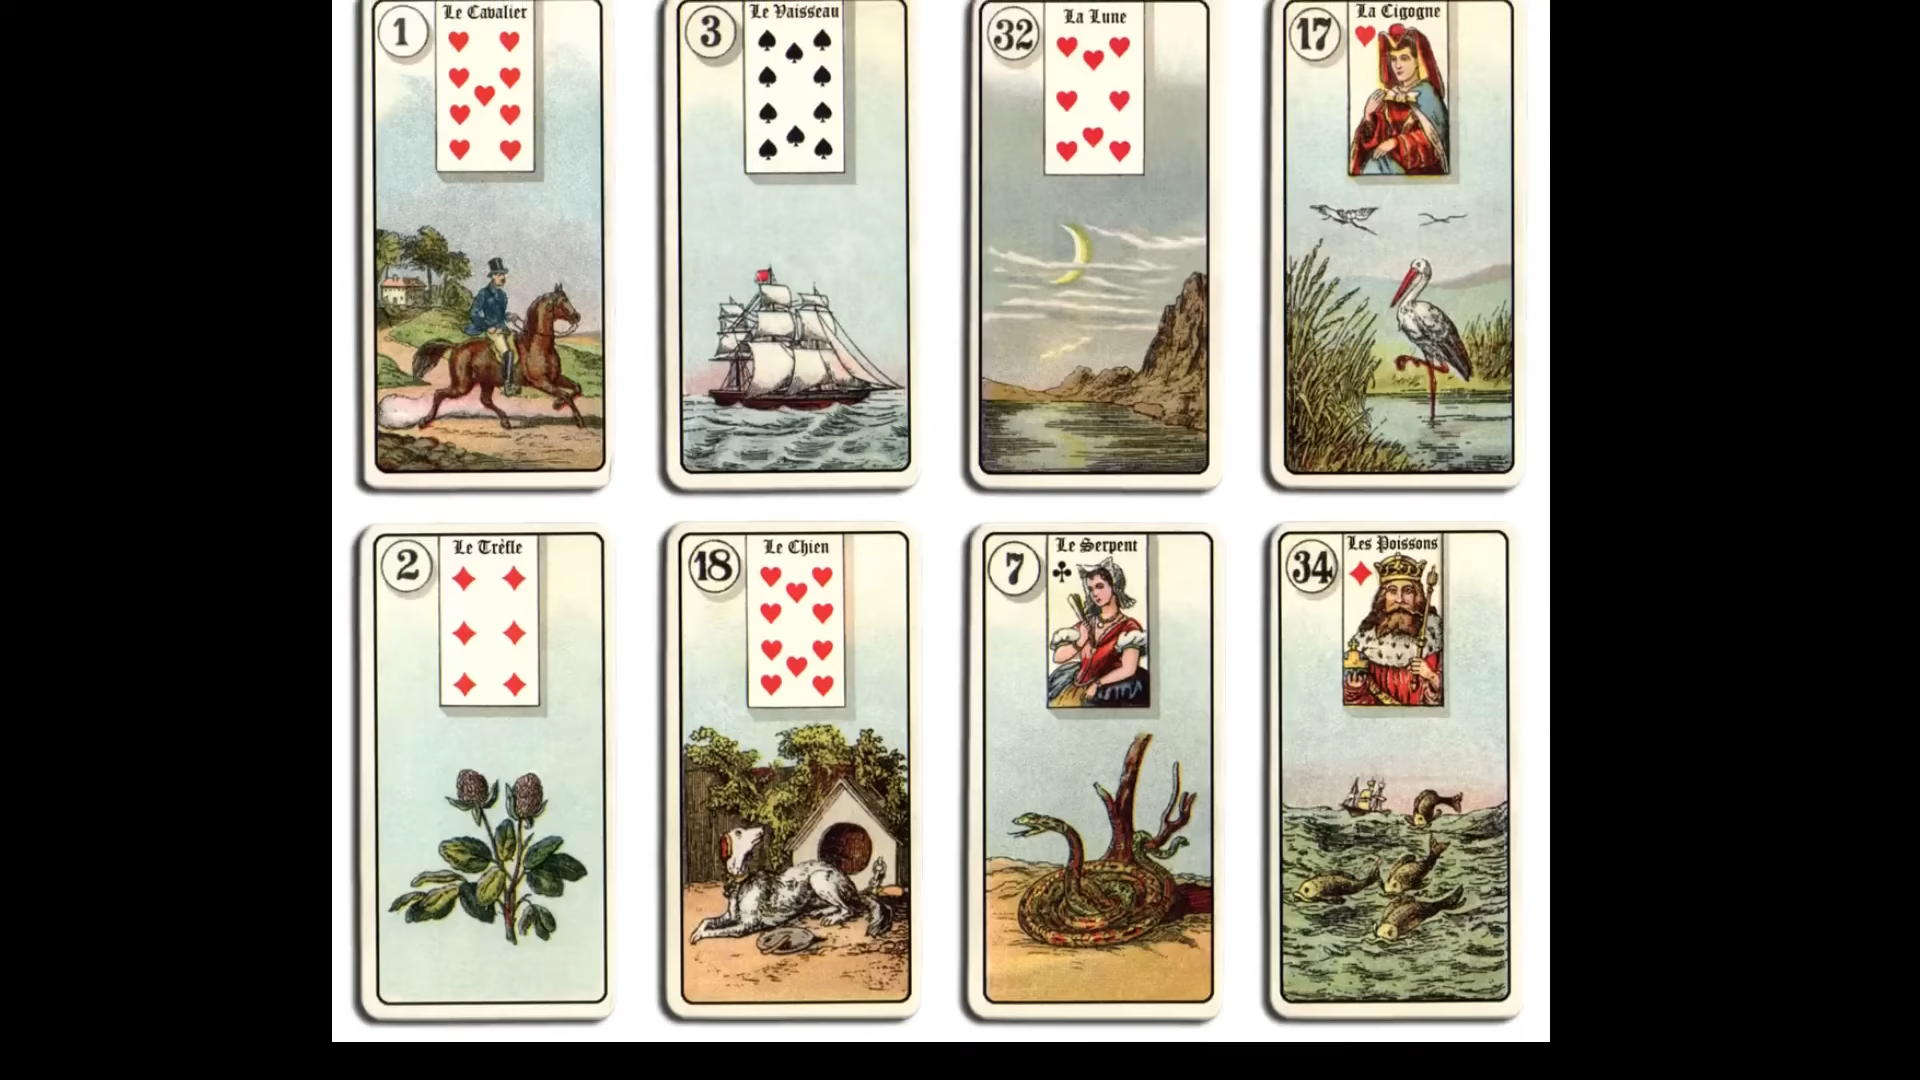 1
Le Cavalier
3
Le Vaisseau
32
La Lune
17
La Cigogne
2
Le Trèfle
18
Le Chien
7
Le Serpent
34
Les Poissons